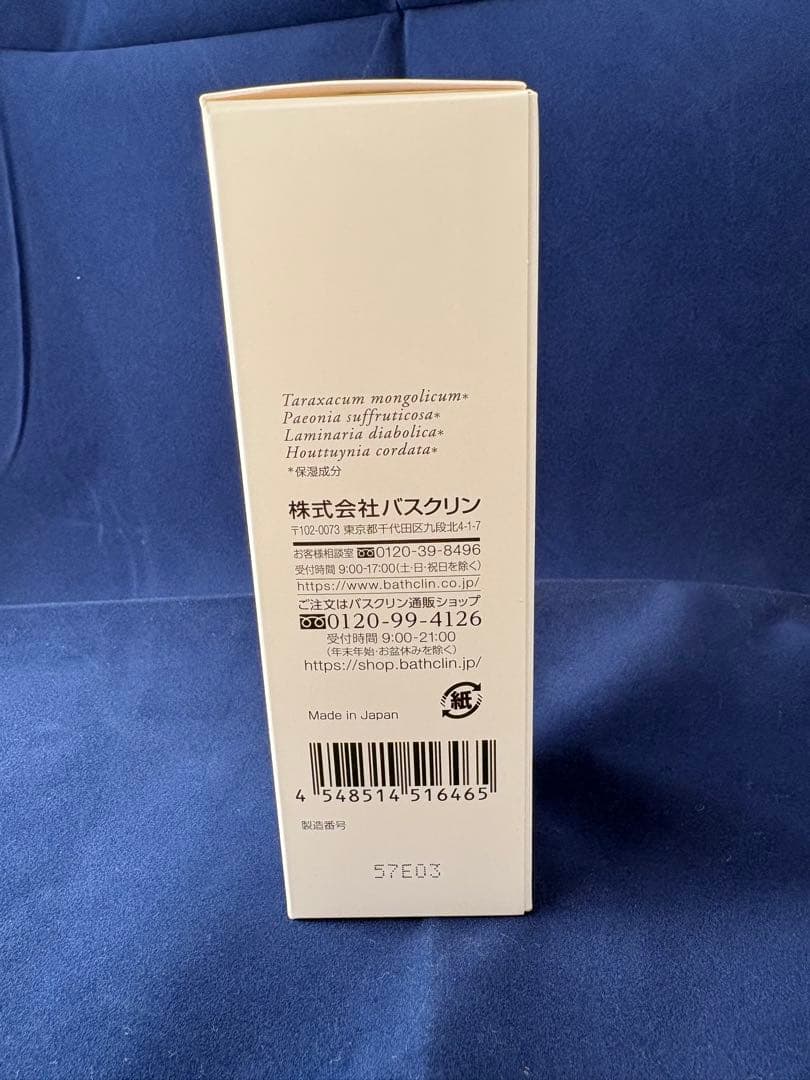 Taraxacum mongolicum*
Paeonia suffruticosa*
Laminaria diabolica*
Houttuynia cordata*
*保湿成分
株式会社バスクリン
〒102-0073 東京都千代田区九段北4-1-7
お客様相談室 0120-39-8496
受付時間 9:00-17:00(土・日・祝日を除く)
https://www.bathclin.co.jp/
ご注文はバスクリン通販ショップ
0120-99-4126
受付時間 9:00-21:00
(年末年始・お盆休みを除く)
https://shop.bathclin.jp/
紙
Made in Japan
4 548514 516465
製造番号
57E03